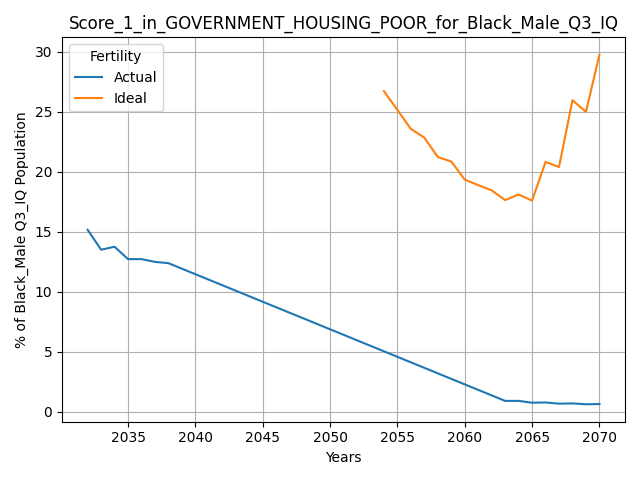 Score_1_in_GOVERNMENT_HOUSING_POOR_for_Black_Male_Q3_IQ
Fertility
Actual
Ideal
% of Black_Male Q3_IQ Population
30
25
20
15
10
5
0
2035 2040 2045 2050 2055 2060 2065 2070
Years